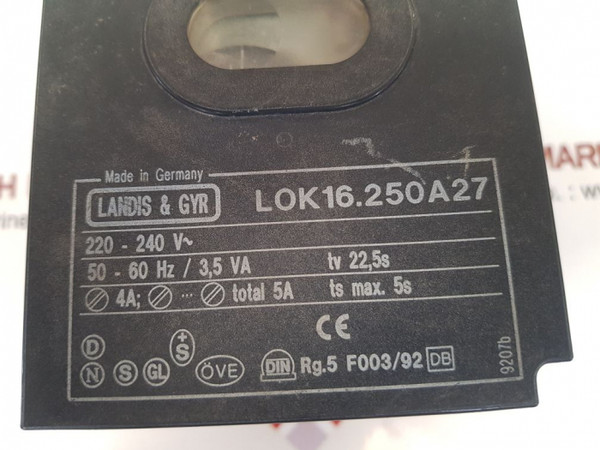 Made in Germany
LANDIS & GYR LOK16.250A27
220 - 240 V~
50 - 60 Hz / 3,5 VA tv 22,5s
4A; ... total 5A ts max. 5s
CE
D N S GL +S ÖVE DIN Rg.5 F003/92 DB
9207b